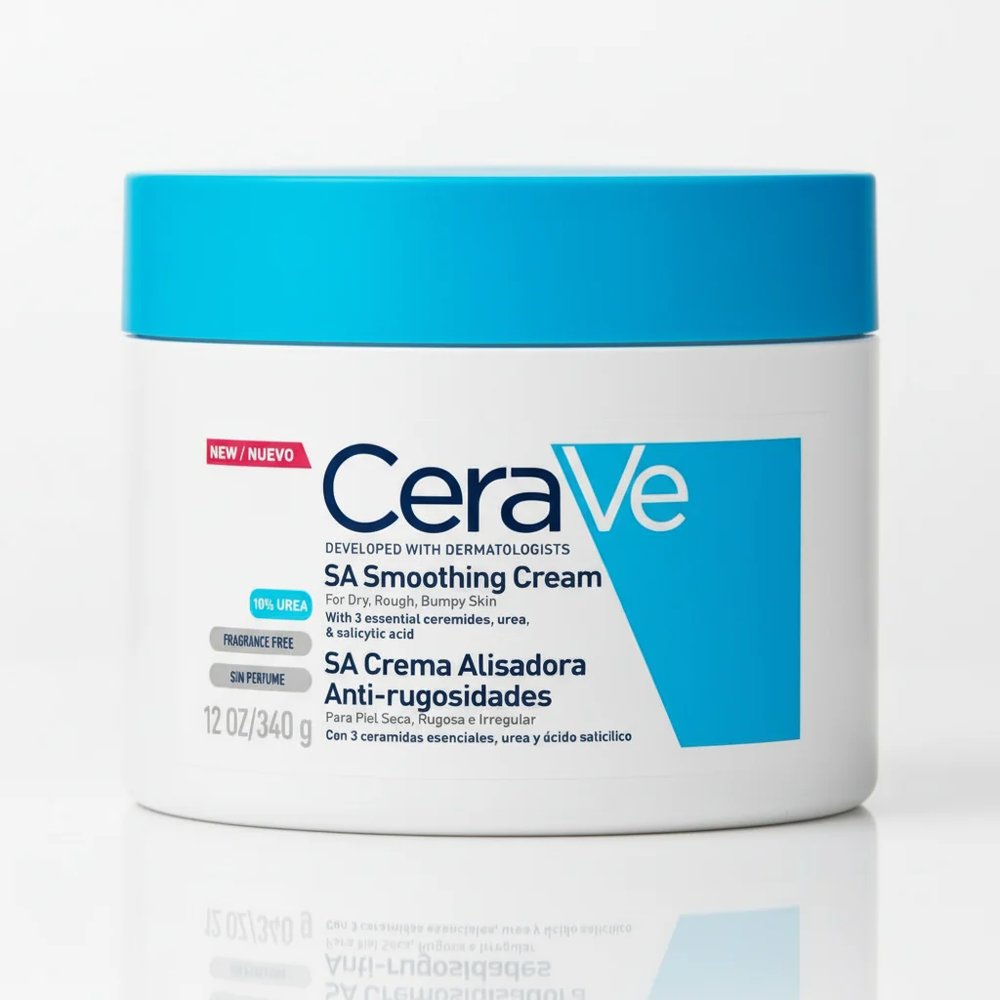 NEW / NUEVO
CeraVe
DEVELOPED WITH DERMATOLOGISTS
SA Smoothing Cream
For Dry, Rough, Bumpy Skin
With 3 essential ceremides, urea,
& salicytic acid
10% UREA
FRAGRANCE FREE
SIN PERFUME
12 OZ/340 g
SA Crema Alisadora
Anti-rugosidades
Para Piel Seca, Rugosa e Irregular
Con 3 ceramidas esenciales, urea y ácido saticilico